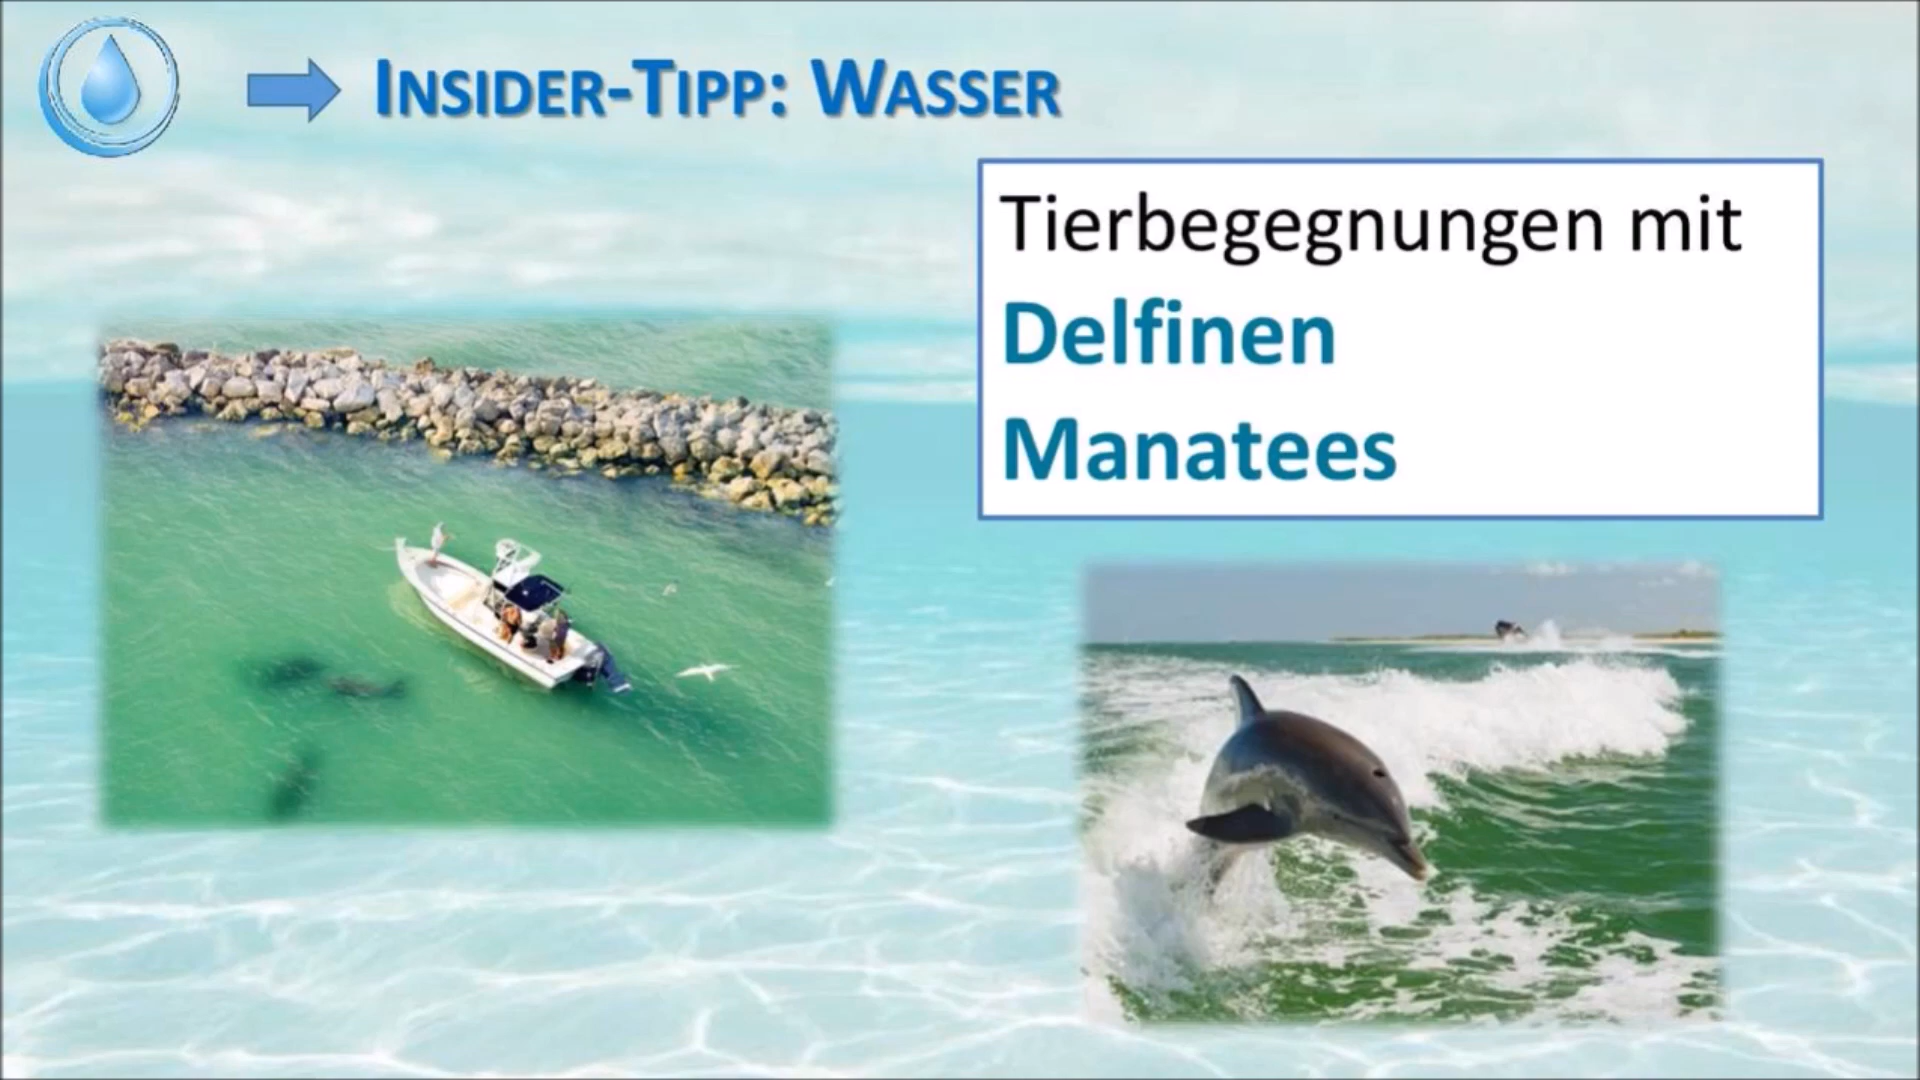 Insider-Tipp: Wasser
Tierbegegnungen mit
Delfinen
Manatees